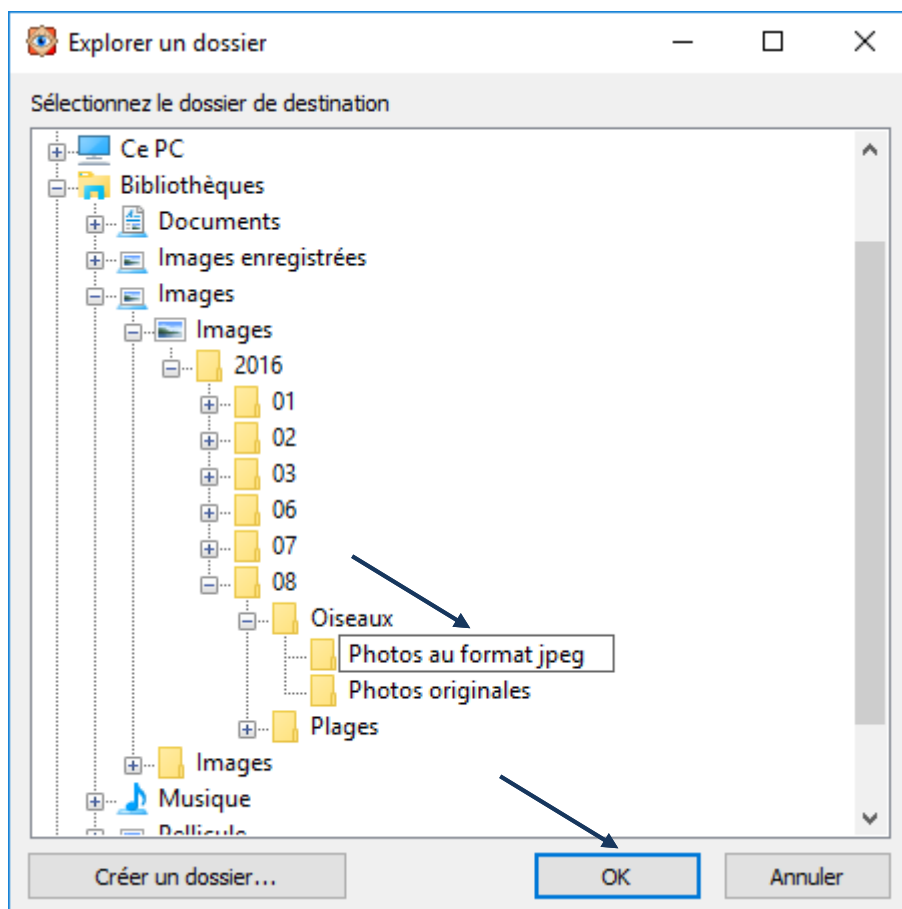 Explorer un dossier
Sélectionnez le dossier de destination
Ce PC
Bibliothèques
Documents
Images enregistrées
Images
Images
2016
01
02
03
06
07
08
Oiseaux
Photos au format jpeg
Photos originales
Plages
Images
Musique
Pellicule
Créer un dossier...
OK
Annuler